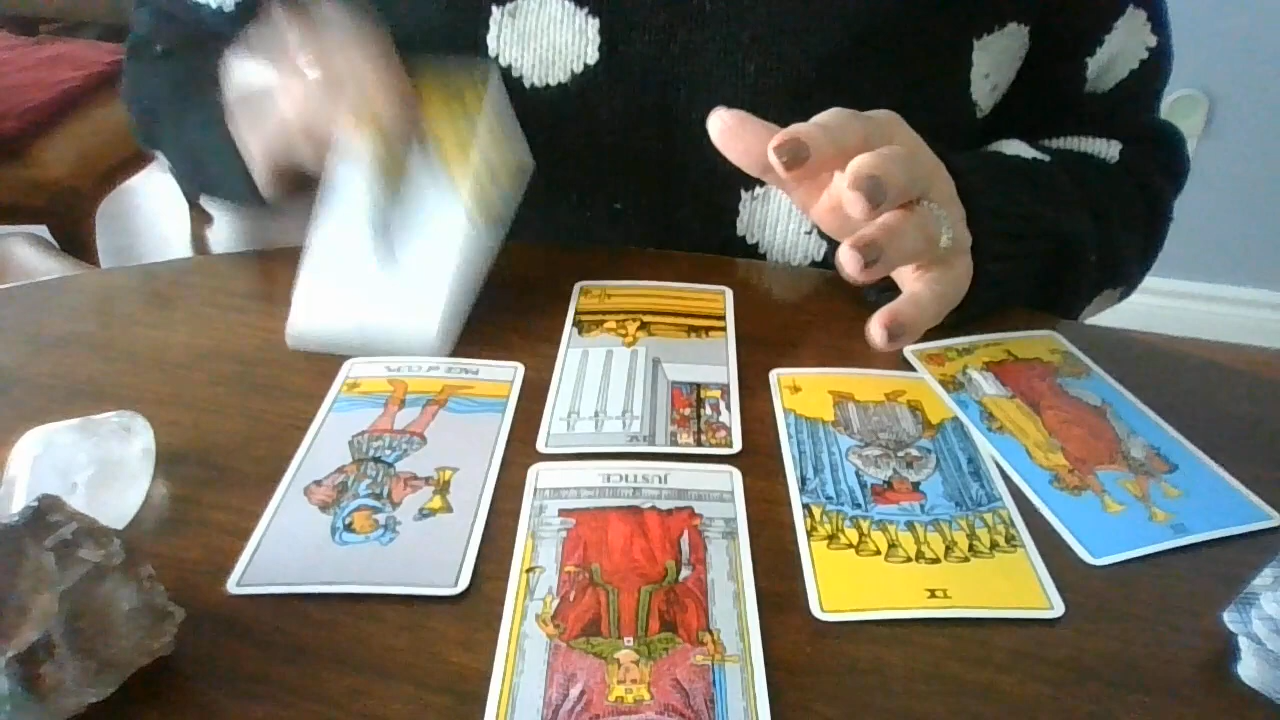 PAGE of CUPS.
IV
JUSTICE.
III
IX